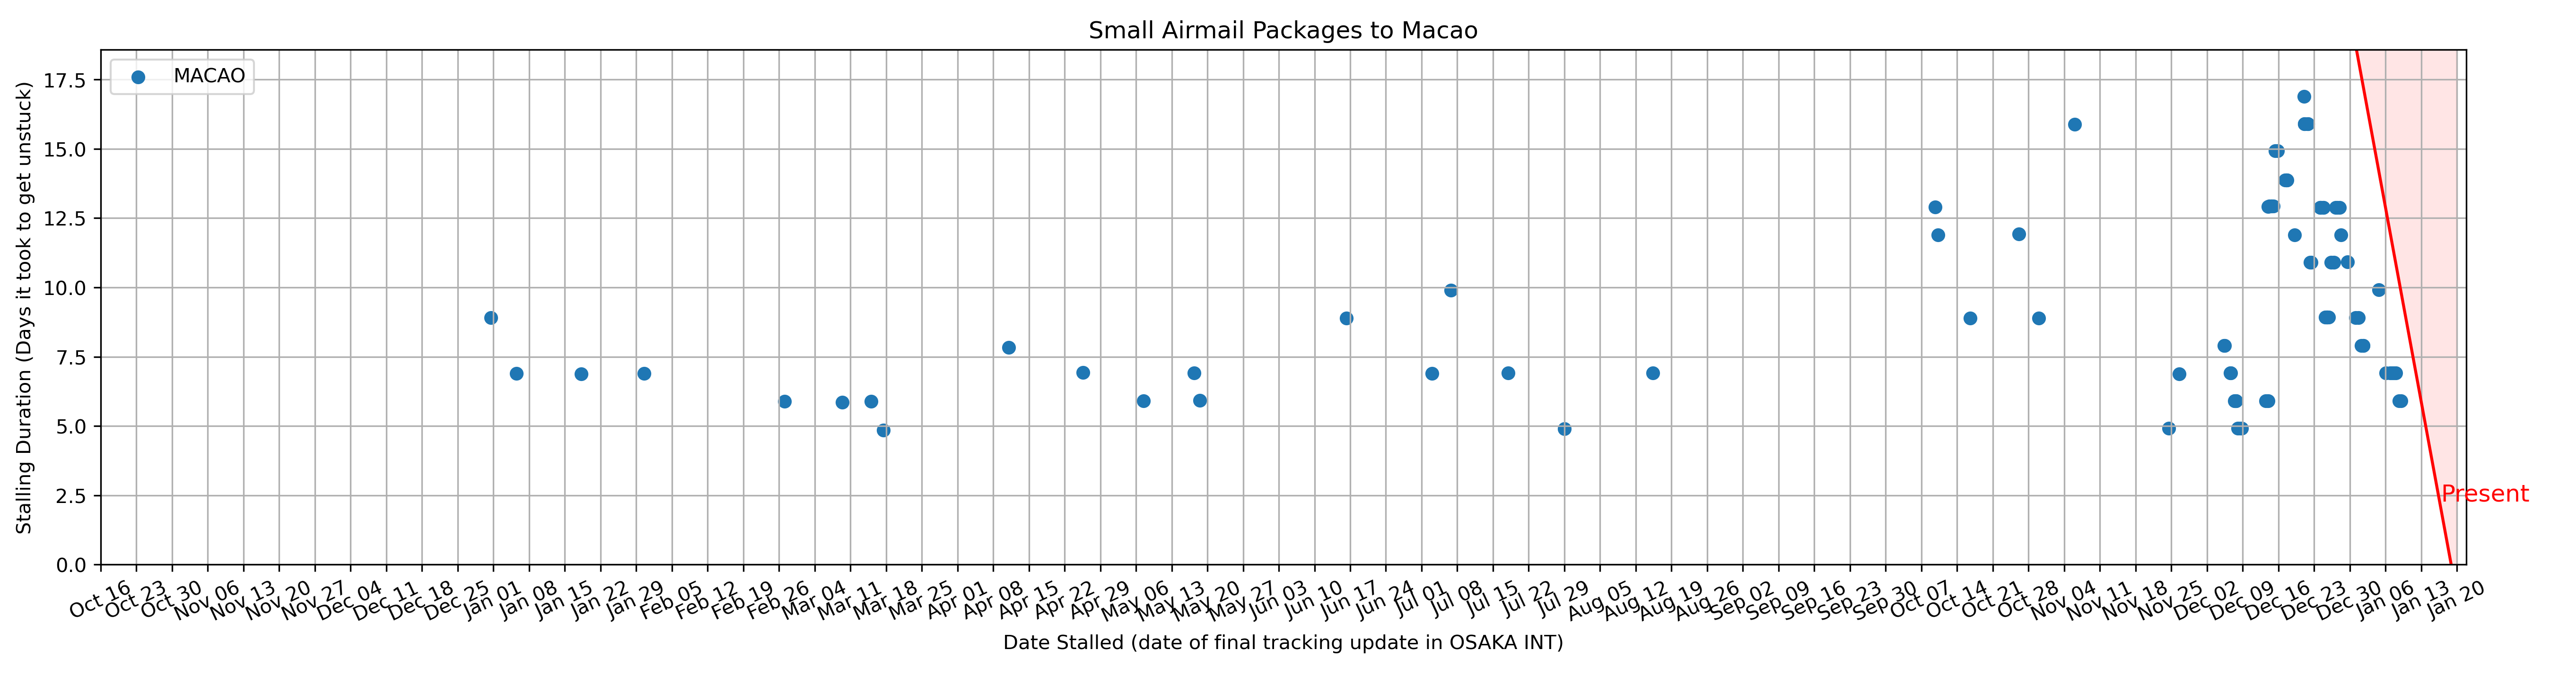 Small Airmail Packages to Macao
MACAO
Stalling Duration (Days it took to get unstuck)
17.5
15.0
12.5
10.0
7.5
5.0
2.5
0.0
Present
Oct 16
Oct 23
Oct 30
Nov 06
Nov 13
Nov 20
Nov 27
Dec 04
Dec 11
Dec 18
Dec 25
Jan 01
Jan 08
Jan 15
Jan 22
Jan 29
Feb 05
Feb 12
Feb 19
Feb 26
Mar 04
Mar 11
Mar 18
Mar 25
Apr 01
Apr 08
Apr 15
Apr 22
Apr 29
May 06
May 13
May 20
May 27
Jun 03
Jun 10
Jun 17
Jun 24
Jul 01
Jul 08
Jul 15
Jul 22
Jul 29
Aug 05
Aug 12
Aug 19
Aug 26
Sep 02
Sep 09
Sep 16
Sep 23
Sep 30
Oct 07
Oct 14
Oct 21
Oct 28
Nov 04
Nov 11
Nov 18
Nov 25
Dec 02
Dec 09
Dec 16
Dec 23
Dec 30
Jan 06
Jan 13
Jan 20
Date Stalled (date of final tracking update in OSAKA INT)